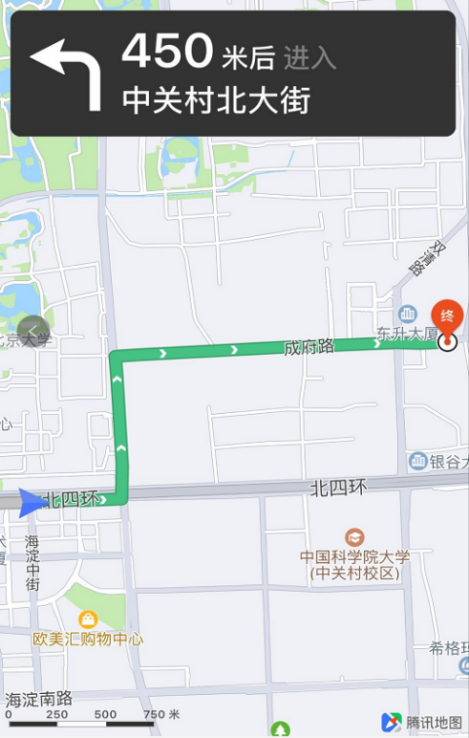 450 米后 进入
中关村北大街
双清路
终
东升大厦
京大学
成府路
心
银谷大
北四环
北四环
海淀中街
中国科学院大学
(中关村校区)
欧美汇购物中心
希格玛
海淀南路
0 250 500 750 米
腾讯地图